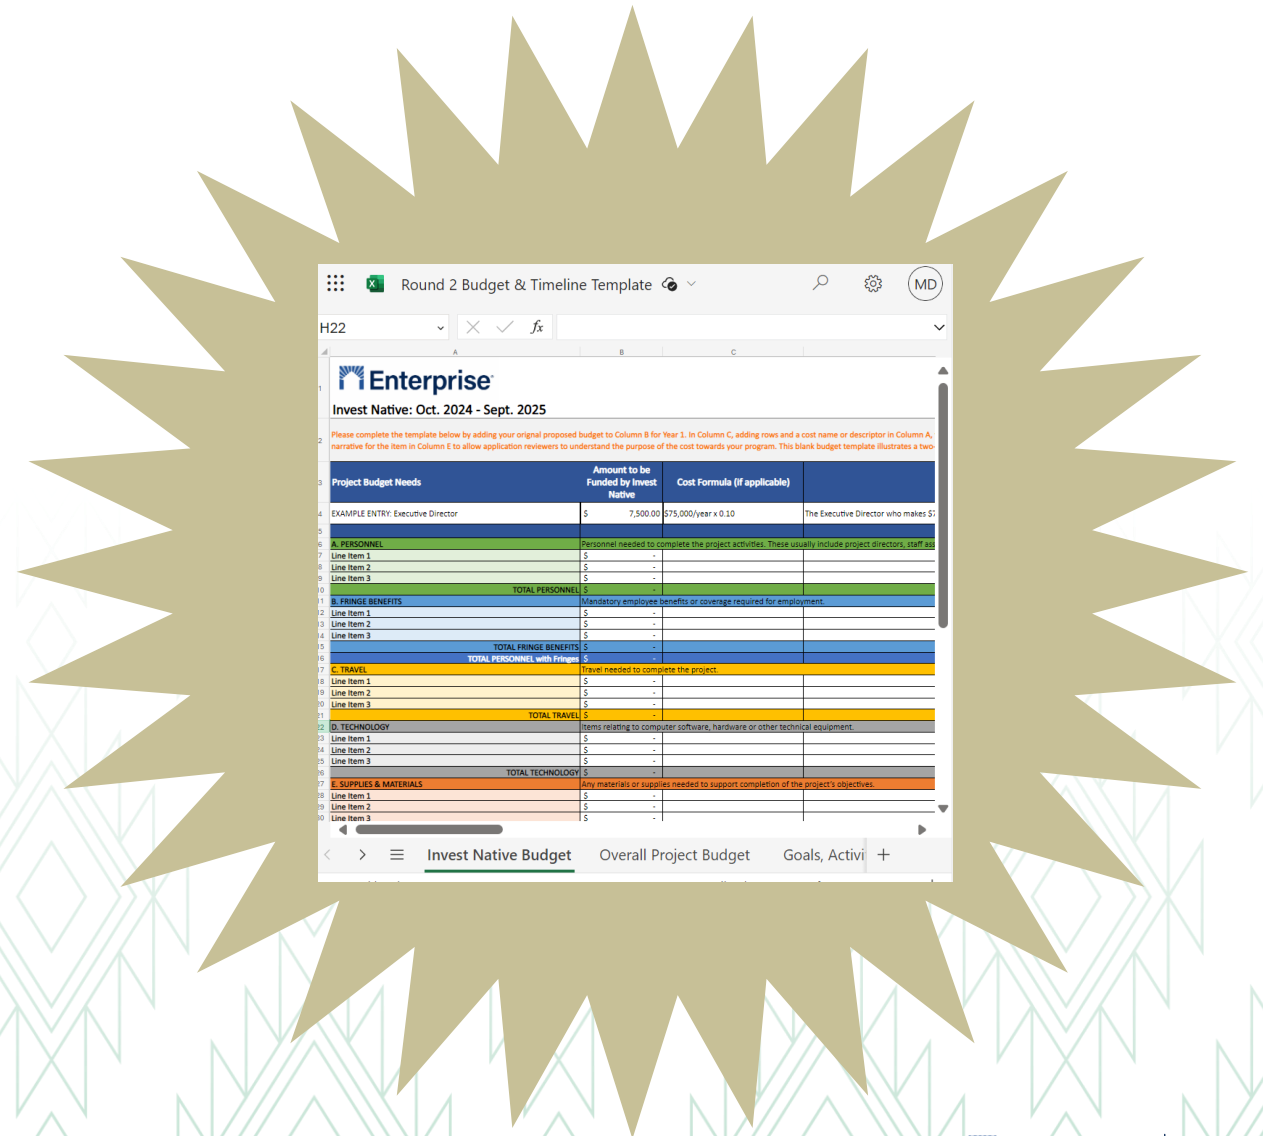 Round 2 Budget & Timeline Template
MD
H22
fx
A B C
1 Enterprise
Invest Native: Oct. 2024 - Sept. 2025
2 Please complete the template below by adding your orignal proposed budget to Column B for Year 1. In Column C, adding rows and a cost name or descriptor in Column A,
narrative for the item in Column E to allow application reviewers to understand the purpose of the cost towards your program. This blank budget template illustrates a two-
Amount to be
3 Project Budget Needs Funded by Invest Cost Formula (if applicable)
Native
4 EXAMPLE ENTRY: Executive Director $ 7,500.00 $75,000/year x 0.10 The Executive Director who makes $7
5
6 A. PERSONNEL Personnel needed to complete the project activities. These usually include project directors, staff ass
7 Line Item 1 $ -
8 Line Item 2 $ -
9 Line Item 3 $ -
TOTAL PERSONNEL $ -
B. FRINGE BENEFITS Mandatory employee benefits or coverage required for employment.
Line Item 1 $ -
Line Item 2 $ -
Line Item 3 $ -
TOTAL FRINGE BENEFITS $ -
TOTAL PERSONNEL with Fringes $ -
C. TRAVEL Travel needed to complete the project.
Line Item 1 $ -
Line Item 2 $ -
Line Item 3 $ -
TOTAL TRAVEL $ -
D. TECHNOLOGY Items relating to computer software, hardware or other technical equipment.
Line Item 1 $ -
Line Item 2 $ -
Line Item 3 $ -
TOTAL TECHNOLOGY $ -
E. SUPPLIES & MATERIALS Any materials or supplies needed to support completion of the project's objectives.
Line Item 1 $ -
Line Item 2 $ -
Line Item 3 $ -
Invest Native Budget Overall Project Budget Goals, Activi